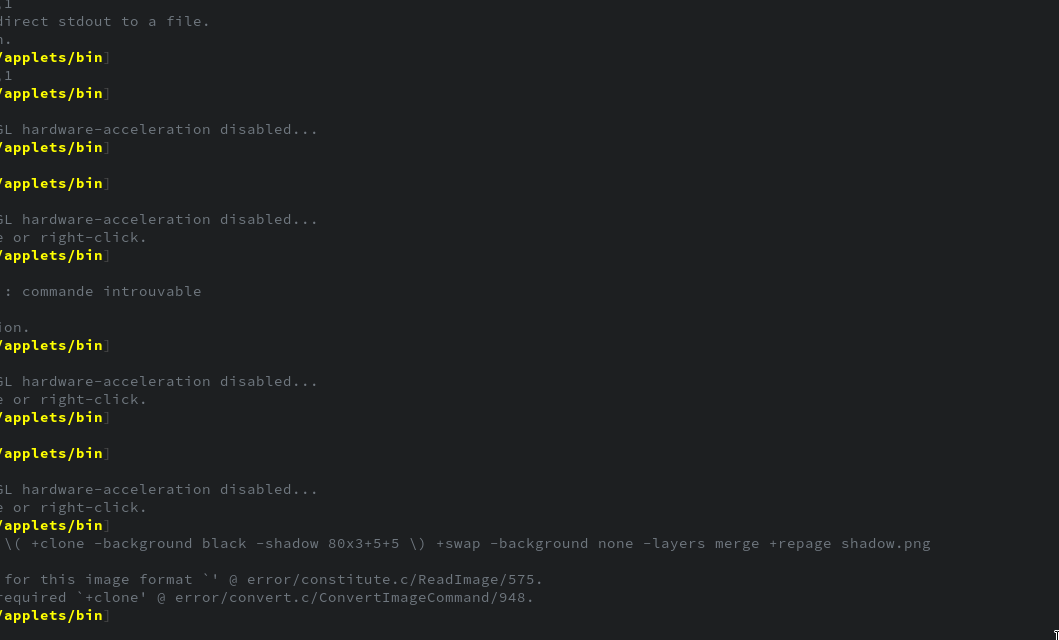 ,1
direct stdout to a file.
n.
/applets/bin]
,1
/applets/bin]
GL hardware-acceleration disabled...
/applets/bin]
/applets/bin]
GL hardware-acceleration disabled...
e or right-click.
/applets/bin]
: commande introuvable
ion.
/applets/bin]
GL hardware-acceleration disabled...
e or right-click.
/applets/bin]
/applets/bin]
GL hardware-acceleration disabled...
e or right-click.
/applets/bin]
\( +clone -background black -shadow 80x3+5+5 \) +swap -background none -layers merge +repage shadow.png
for this image format `' @ error/constitute.c/ReadImage/575.
required `+clone' @ error/convert.c/ConvertImageCommand/948.
/applets/bin]